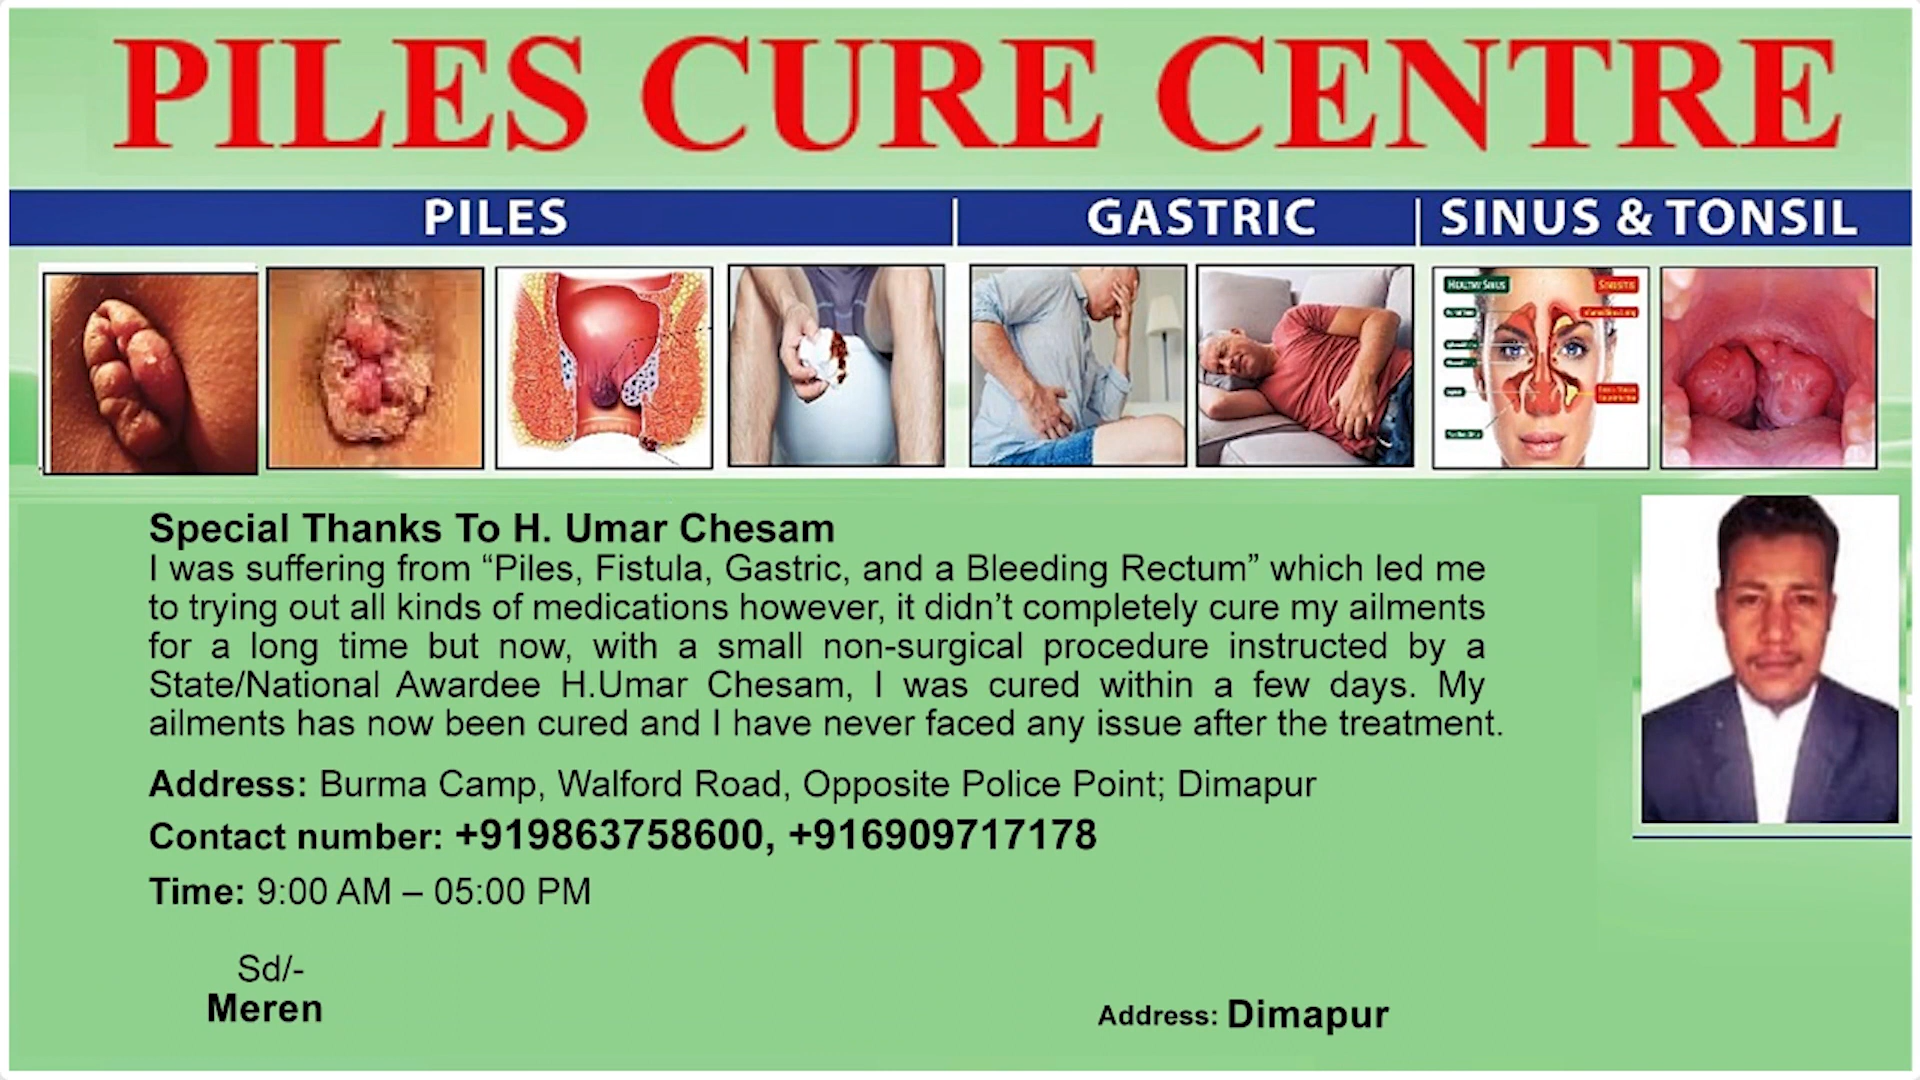 PILES CURE CENTRE
PILES | GASTRIC | SINUS & TONSIL
HEALTHY SINUS
SINUSITIS
Special Thanks To H. Umar Chesam
I was suffering from “Piles, Fistula, Gastric, and a Bleeding Rectum” which led me
to trying out all kinds of medications however, it didn’t completely cure my ailments
for a long time but now, with a small non-surgical procedure instructed by a
State/National Awardee H.Umar Chesam, I was cured within a few days. My
ailments has now been cured and I have never faced any issue after the treatment.
Address: Burma Camp, Walford Road, Opposite Police Point; Dimapur
Contact number: +919863758600, +916909717178
Time: 9:00 AM – 05:00 PM
Sd/-
Meren
Address: Dimapur